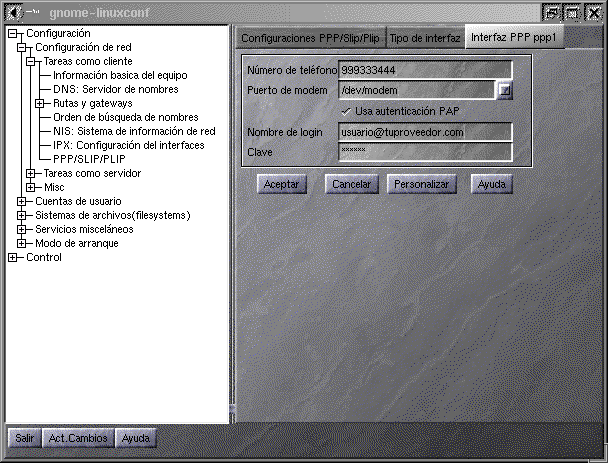 gnome-linuxconf
Configuración
Configuración de red
Tareas como cliente
Información basica del equipo
DNS: Servidor de nombres
Rutas y gateways
Orden de búsqueda de nombres
NIS: Sistema de información de red
IPX: Configuración del interfaces
PPP/SLIP/PLIP
Tareas como servidor
Misc
Cuentas de usuario
Sistemas de archivos(filesystems)
Servicios misceláneos
Modo de arranque
Control
Configuraciones PPP/Slip/Plip Tipo de interfaz Interfaz PPP ppp1
Número de teléfono 999333444
Puerto de modem /dev/modem
Usa autenticación PAP
Nombre de login usuario@tuproveedor.com
Clave ******
Aceptar Cancelar Personalizar Ayuda
Salir Act.Cambios Ayuda